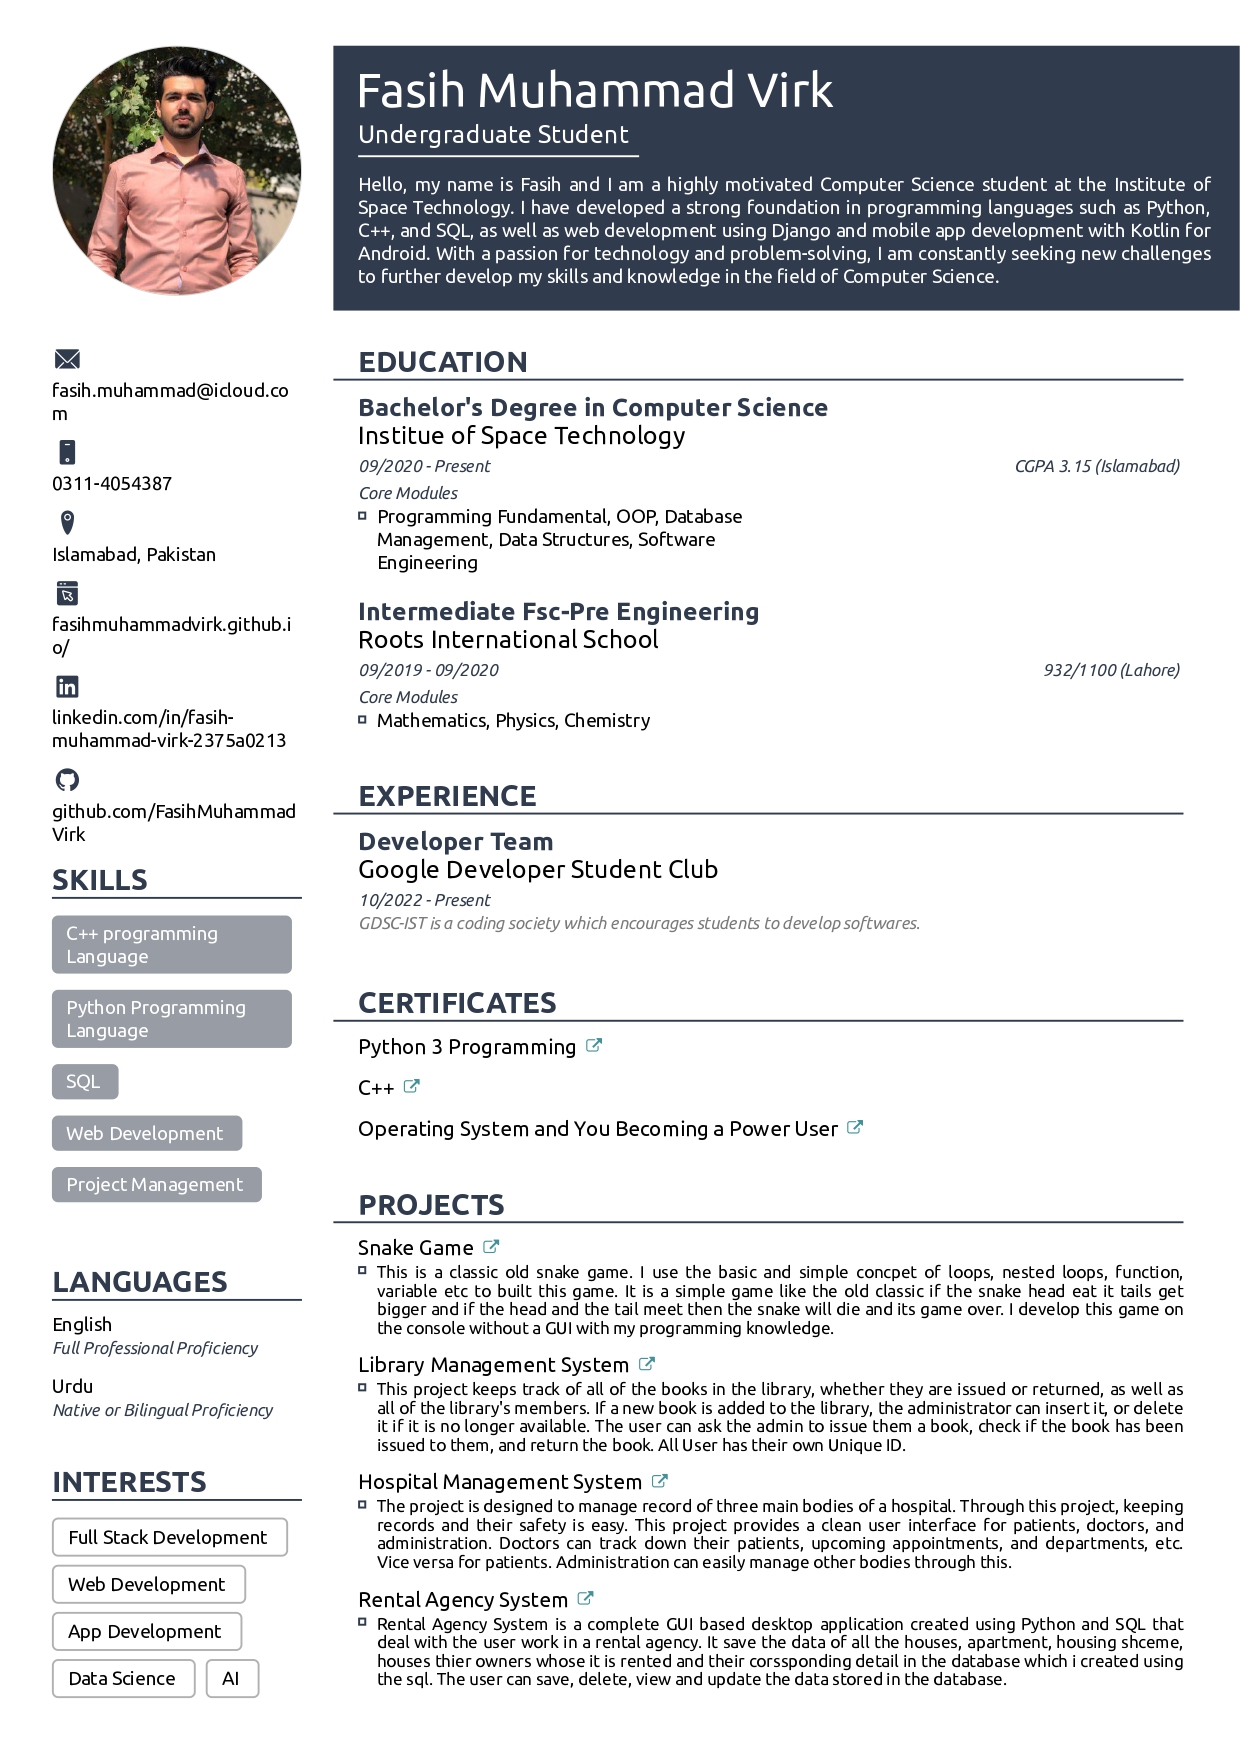 Fasih Muhammad Virk
Undergraduate Student
Hello, my name is Fasih and I am a highly motivated Computer Science student at the Institute of
Space Technology. I have developed a strong foundation in programming languages such as Python,
C++, and SQL, as well as web development using Django and mobile app development with Kotlin for
Android. With a passion for technology and problem-solving, I am constantly seeking new challenges
to further develop my skills and knowledge in the field of Computer Science.
fasih.muhammad@icloud.co
m
0311-4054387
Islamabad, Pakistan
fasihmuhammadvirk.github.i
o/
linkedin.com/in/fasih-
muhammad-virk-2375a0213
github.com/FasihMuhammad
Virk
SKILLS
C++ programming
Language
Python Programming
Language
SQL
Web Development
Project Management
LANGUAGES
English
Full Professional Proficiency
Urdu
Native or Bilingual Proficiency
INTERESTS
Full Stack Development
Web Development
App Development
Data Science AI
EDUCATION
Bachelor's Degree in Computer Science
Institue of Space Technology
09/2020 - Present CGPA 3.15 (Islamabad)
Core Modules
Programming Fundamental, OOP, Database
Management, Data Structures, Software
Engineering
Intermediate Fsc-Pre Engineering
Roots International School
09/2019 - 09/2020 932/1100 (Lahore)
Core Modules
Mathematics, Physics, Chemistry
EXPERIENCE
Developer Team
Google Developer Student Club
10/2022 - Present
GDSC-IST is a coding society which encourages students to develop softwares.
CERTIFICATES
Python 3 Programming
C++
Operating System and You Becoming a Power User
PROJECTS
Snake Game
This is a classic old snake game. I use the basic and simple concpet of loops, nested loops, function,
variable etc to built this game. It is a simple game like the old classic if the snake head eat it tails get
bigger and if the head and the tail meet then the snake will die and its game over. I develop this game on
the console without a GUI with my programming knowledge.
Library Management System
This project keeps track of all of the books in the library, whether they are issued or returned, as well as
all of the library's members. If a new book is added to the library, the administrator can insert it, or delete
it if it is no longer available. The user can ask the admin to issue them a book, check if the book has been
issued to them, and return the book. All User has their own Unique ID.
Hospital Management System
The project is designed to manage record of three main bodies of a hospital. Through this project, keeping
records and their safety is easy. This project provides a clean user interface for patients, doctors, and
administration. Doctors can track down their patients, upcoming appointments, and departments, etc.
Vice versa for patients. Administration can easily manage other bodies through this.
Rental Agency System
Rental Agency System is a complete GUI based desktop application created using Python and SQL that
deal with the user work in a rental agency. It save the data of all the houses, apartment, housing shceme,
houses thier owners whose it is rented and their corsspondig detail in the database which i created using
the sql. The user can save, delete, view and update the data stored in the database.